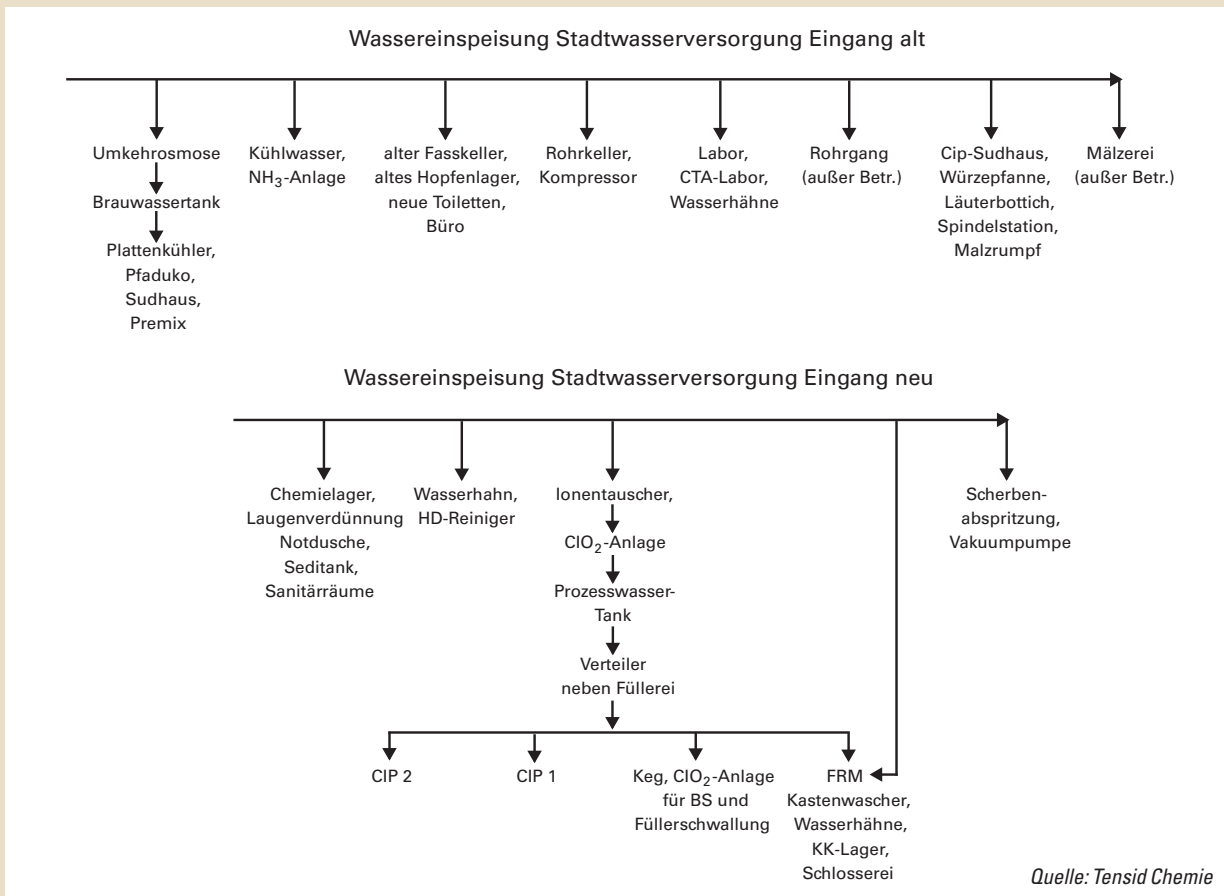 Wassereinspeisung Stadtwasserversorgung Eingang alt
Umkehrosmose
Brauwassertank
Plattenkühler,
Pfaduko,
Sudhaus,
Premix
Kühlwasser,
NH3-Anlage
alter Fasskeller,
altes Hopfenlager,
neue Toiletten,
Büro
Rohrkeller,
Kompressor
Labor,
CTA-Labor,
Wasserhähne
Rohrgang
(außer Betr.)
Cip-Sudhaus,
Würzepfanne,
Läuterbottich,
Spindelstation,
Malzrumpf
Mälzerei
(außer Betr.)
Wassereinspeisung Stadtwasserversorgung Eingang neu
Chemielager,
Laugenverdünnung
Notdusche,
Seditank,
Sanitärräume
Wasserhahn,
HD-Reiniger
Ionentauscher,
ClO2-Anlage
Prozesswasser-
Tank
Verteiler
neben Füllerei
Scherben-
abspritzung,
Vakuumpumpe
CIP 2
CIP 1
Keg, ClO2-Anlage
für BS und
Füllerschwallung
FRM
Kastenwascher,
Wasserhähne,
KK-Lager,
Schlosserei
Quelle: Tensid Chemie